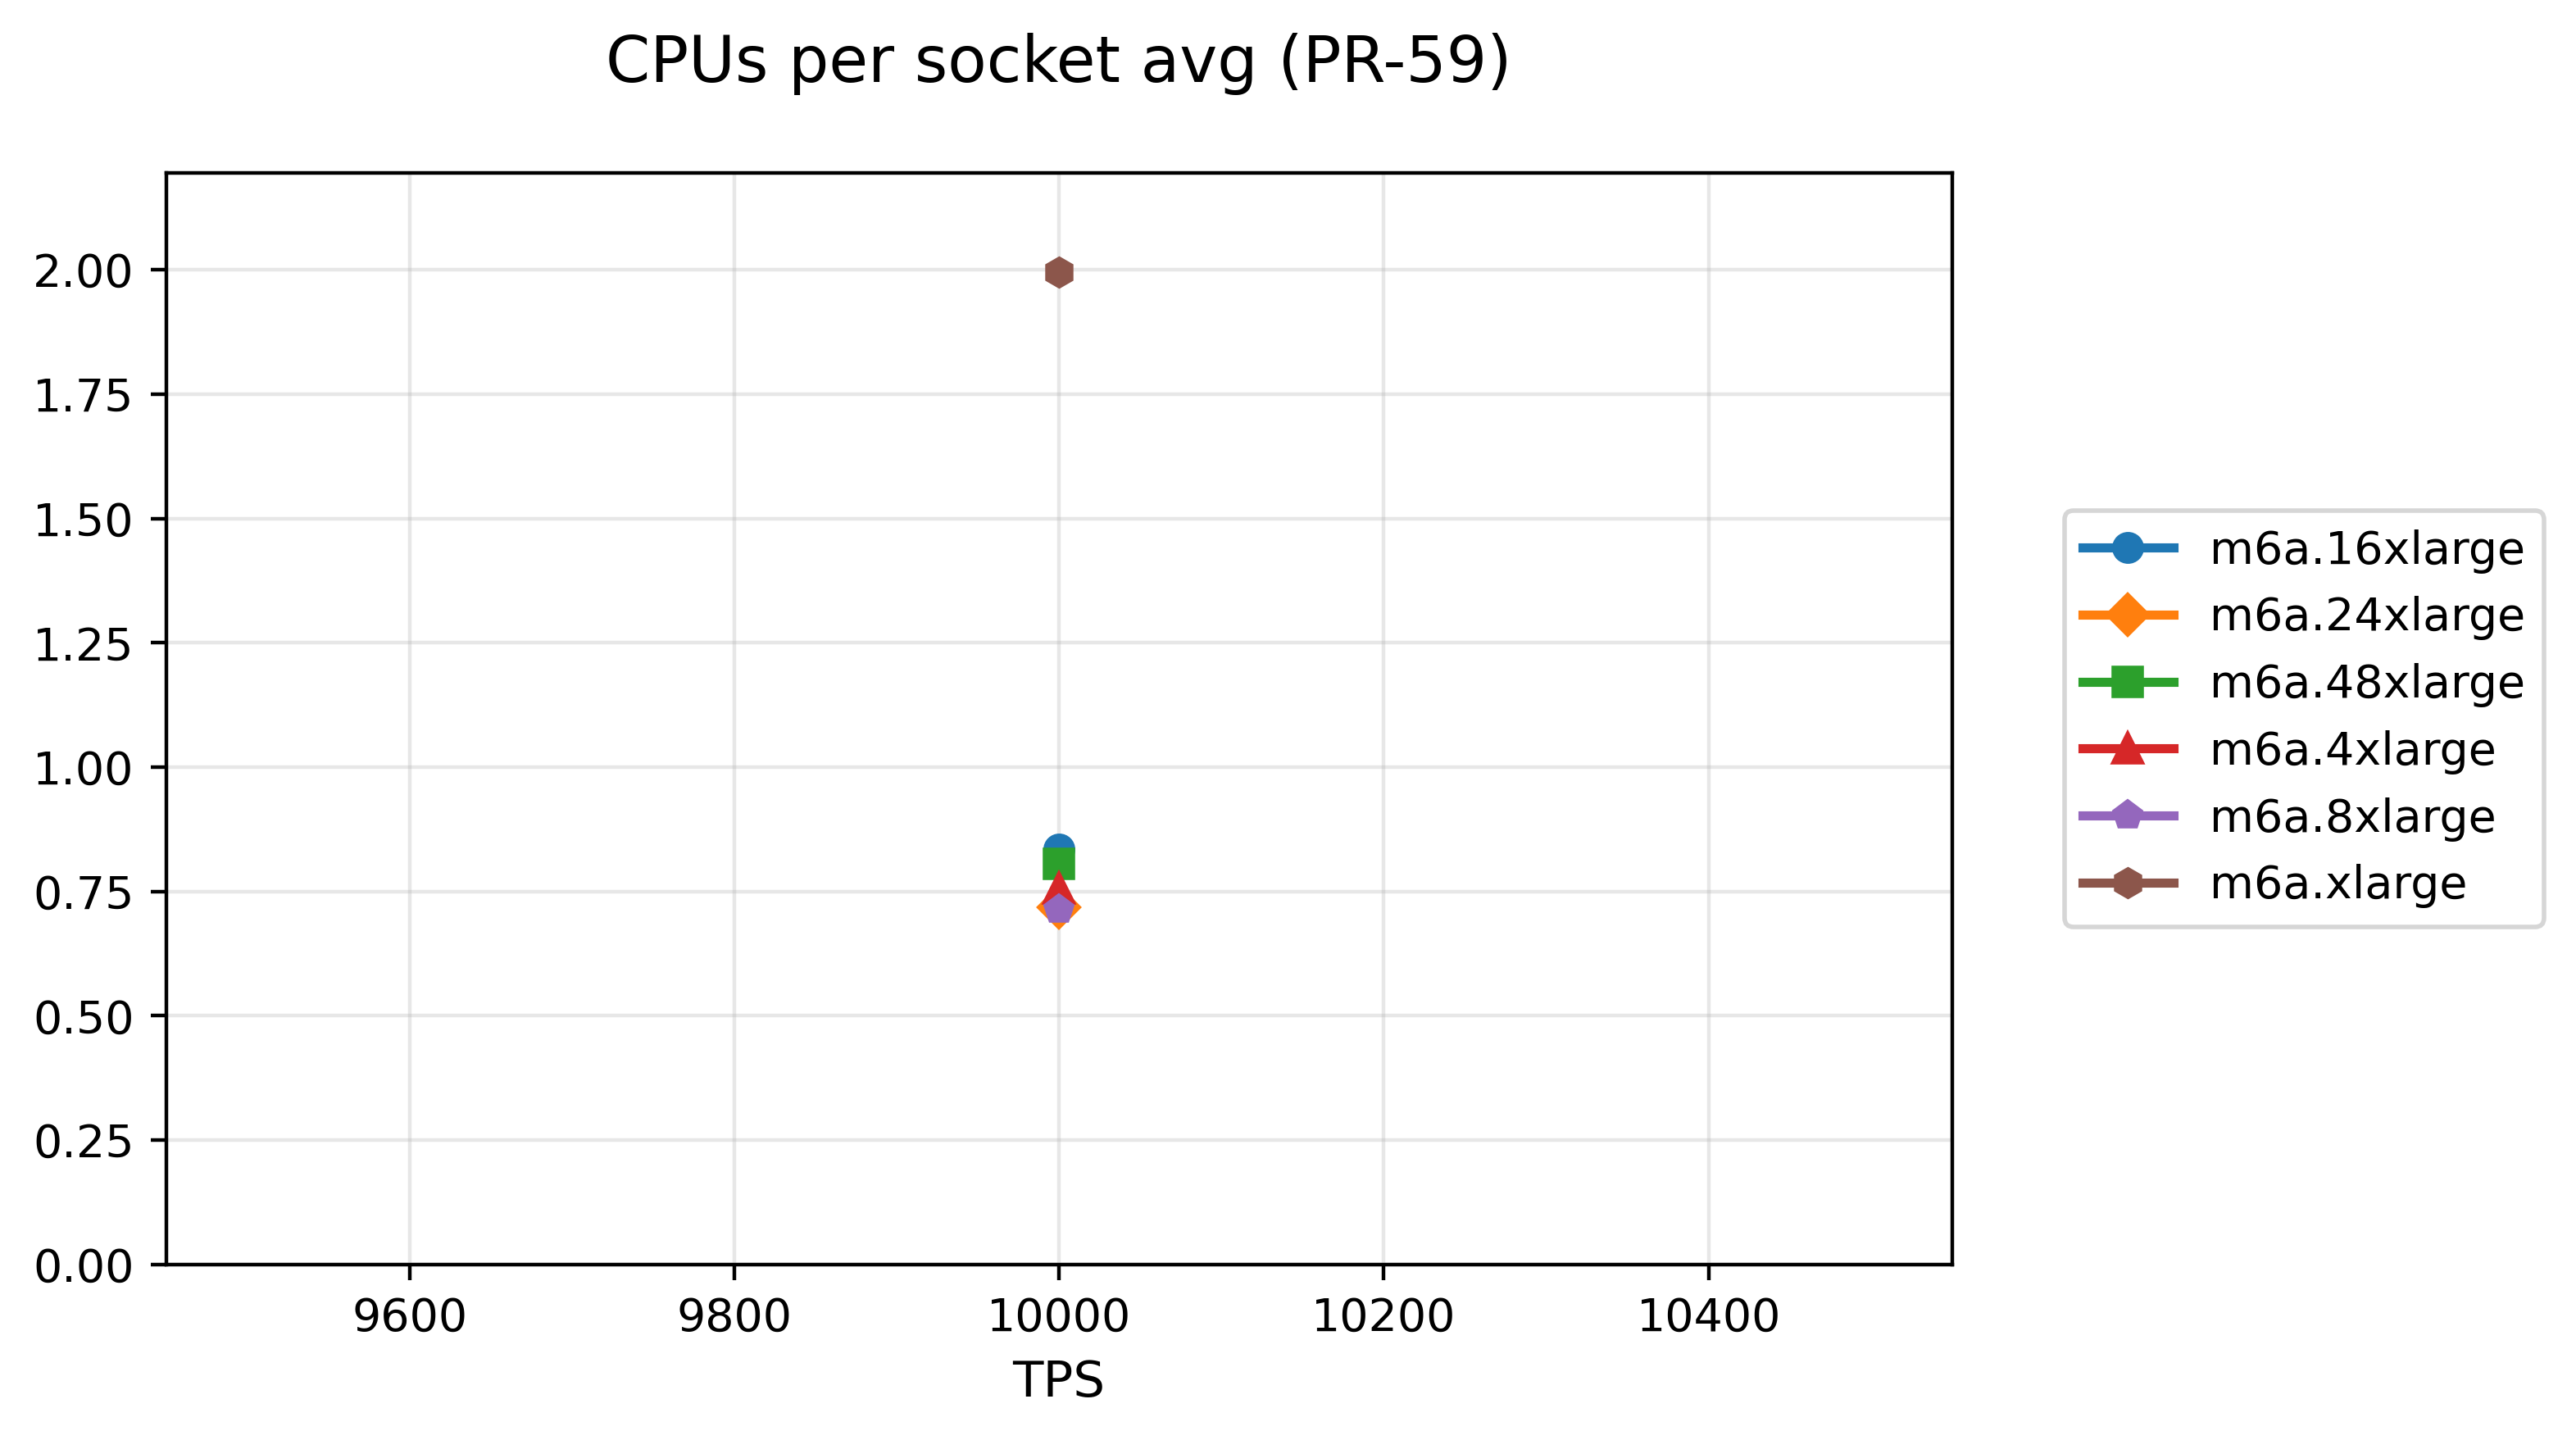 CPUs per socket avg (PR-59)
2.00
1.75
1.50
1.25
1.00
0.75
0.50
0.25
0.00
9600 9800 10000 10200 10400
TPS
m6a.16xlarge
m6a.24xlarge
m6a.48xlarge
m6a.4xlarge
m6a.8xlarge
m6a.xlarge